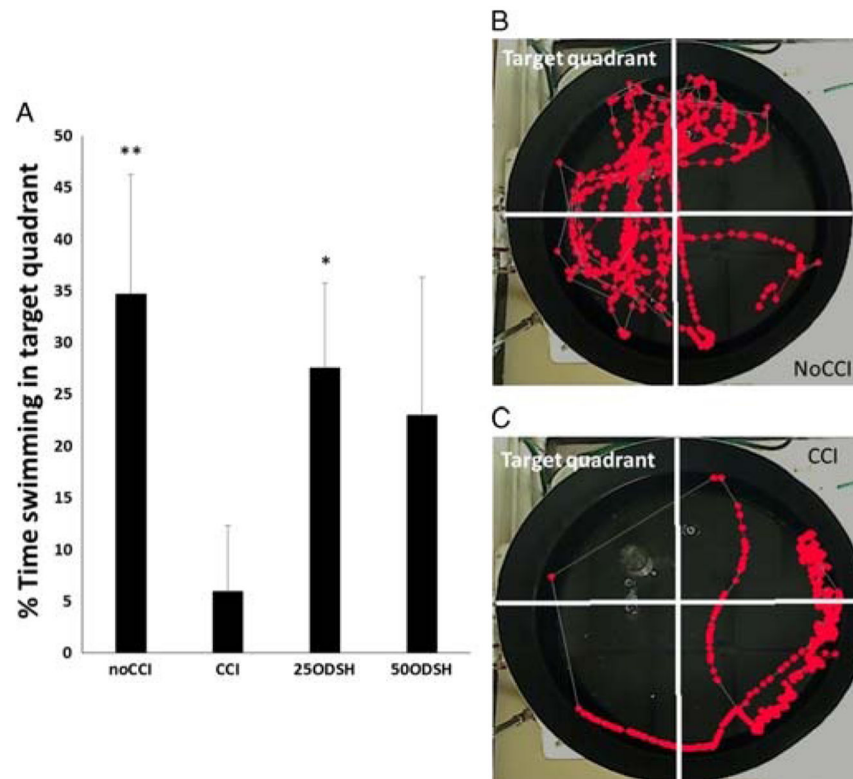 A
% Time swimming in target quadrant
50
45
40
35
30
25
20
15
10
5
0
**
*
noCCI
CCI
25ODSH
50ODSH
B
Target quadrant
NoCCI
C
Target quadrant
CCI